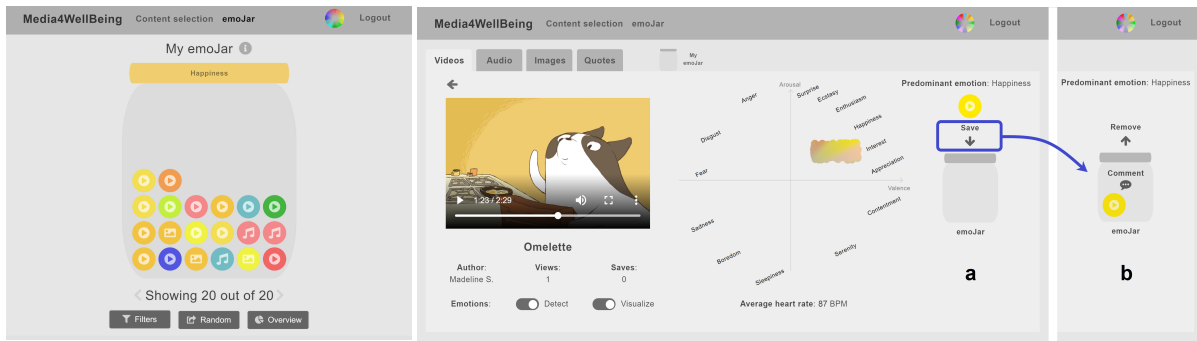 Media4WellBeing Content selection emoJar Logout
My emoJar i
Happiness
Showing 20 out of 20
Filters Random Overview
Media4WellBeing Content selection emoJar Logout
Videos Audio Images Quotes My emoJar
1:23 / 2:29
Omelette
Author: Views: Saves:
Madeline S. 1 0
Emotions: Detect Visualize
Arousal
Anger Surprise
Ecstasy
Enthusiasm
Happiness
Disgust
Interest
Fear Appreciation
Valence
Contentment
Sadness
Serenity
Boredom
Sleepiness
Average heart rate: 87 BPM
Predominant emotion: Happiness
Save
emoJar
a
Logout
Predominant emotion: Happiness
Remove
Comment
emoJar
b